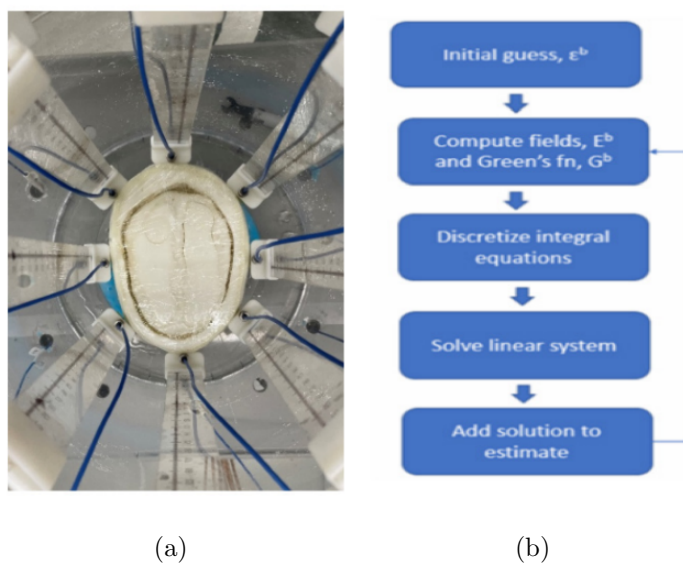 Initial guess, εᵇ
Compute fields, Eᵇ
and Green's fn, Gᵇ
Discretize integral
equations
Solve linear system
Add solution to
estimate
(a)
(b)